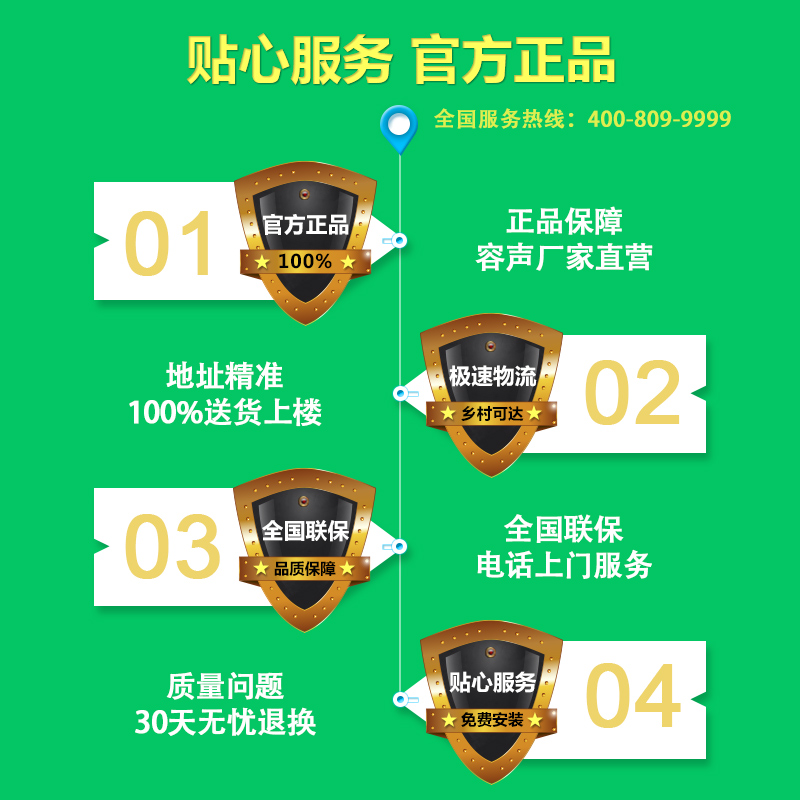 贴心服务 官方正品
全国服务热线：400-809-9999
01
官方正品
100%
正品保障
容声厂家直营
地址精准
100%送货上楼
极速物流
乡村可达
02
03
全国联保
品质保障
全国联保
电话上门服务
质量问题
30天无忧退换
贴心服务
免费安装
04